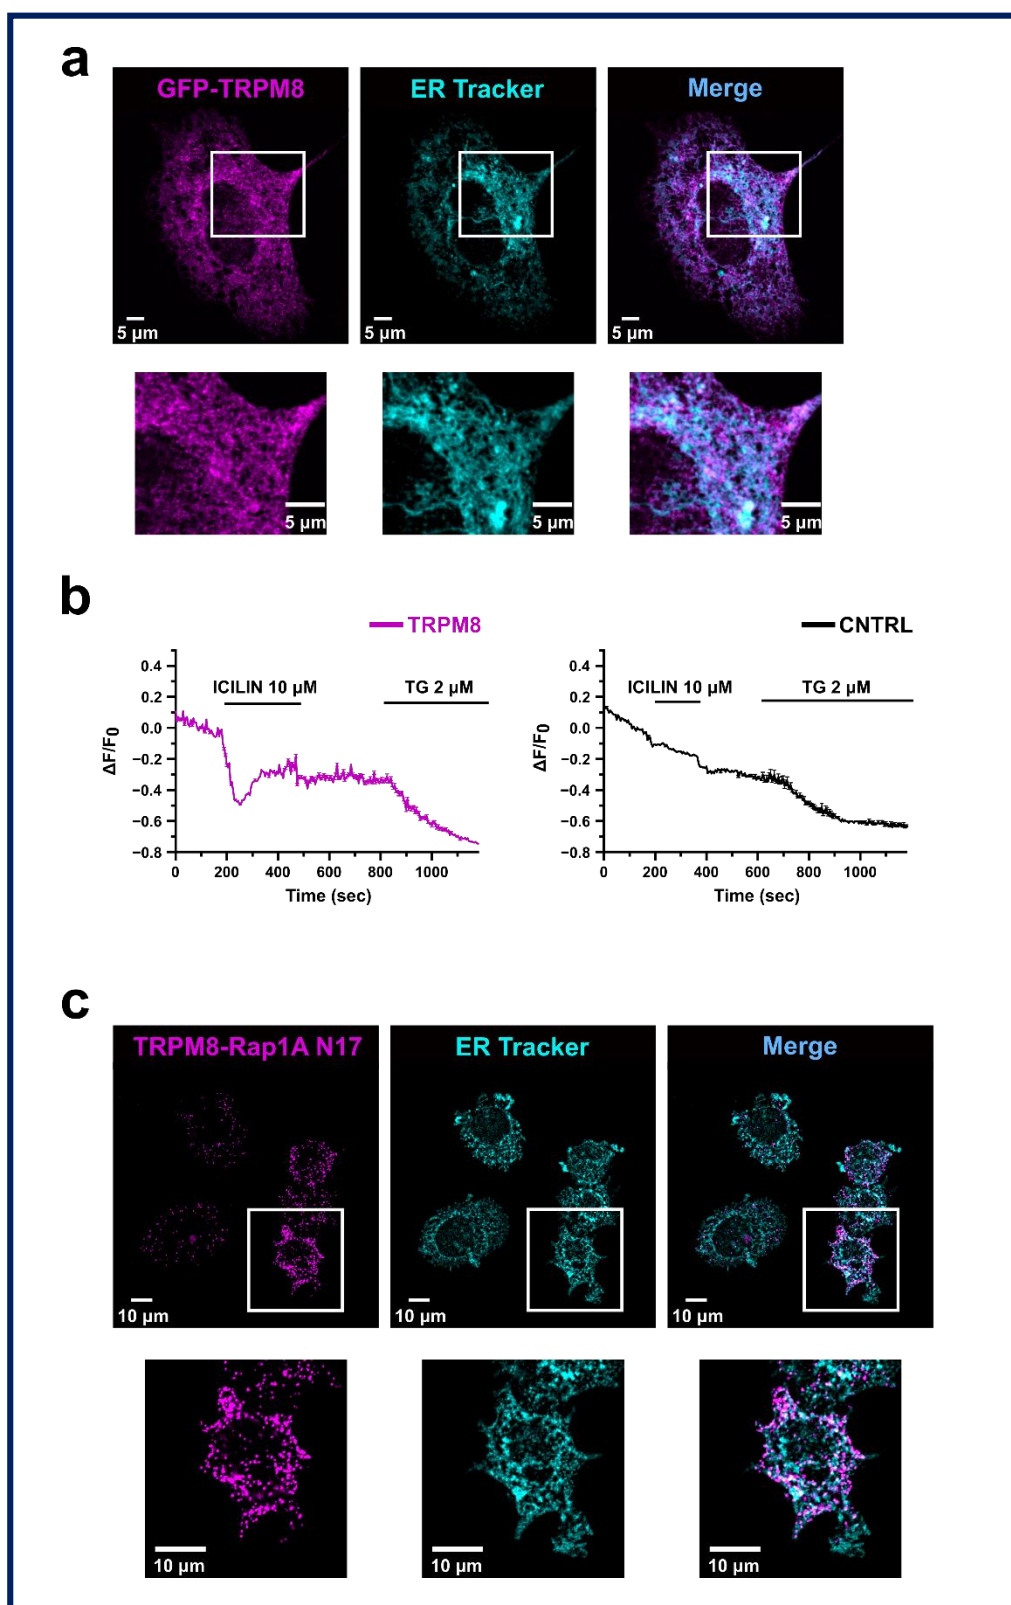 a
GFP-TRPM8
ER Tracker
Merge
5 µm
5 µm
5 µm
5 µm
5 µm
5 µm
b
TRPM8
CNTRL
ICILIN 10 µM
TG 2 µM
ICILIN 10 µM
TG 2 µM
ΔF/F0
0.4
0.2
0.0
−0.2
−0.4
−0.6
−0.8
0 200 400 600 800 1000
Time (sec)
ΔF/F0
0.4
0.2
0.0
−0.2
−0.4
−0.6
−0.8
0 200 400 600 800 1000
Time (sec)
c
TRPM8-Rap1A N17
ER Tracker
Merge
10 µm
10 µm
10 µm
10 µm
10 µm
10 µm